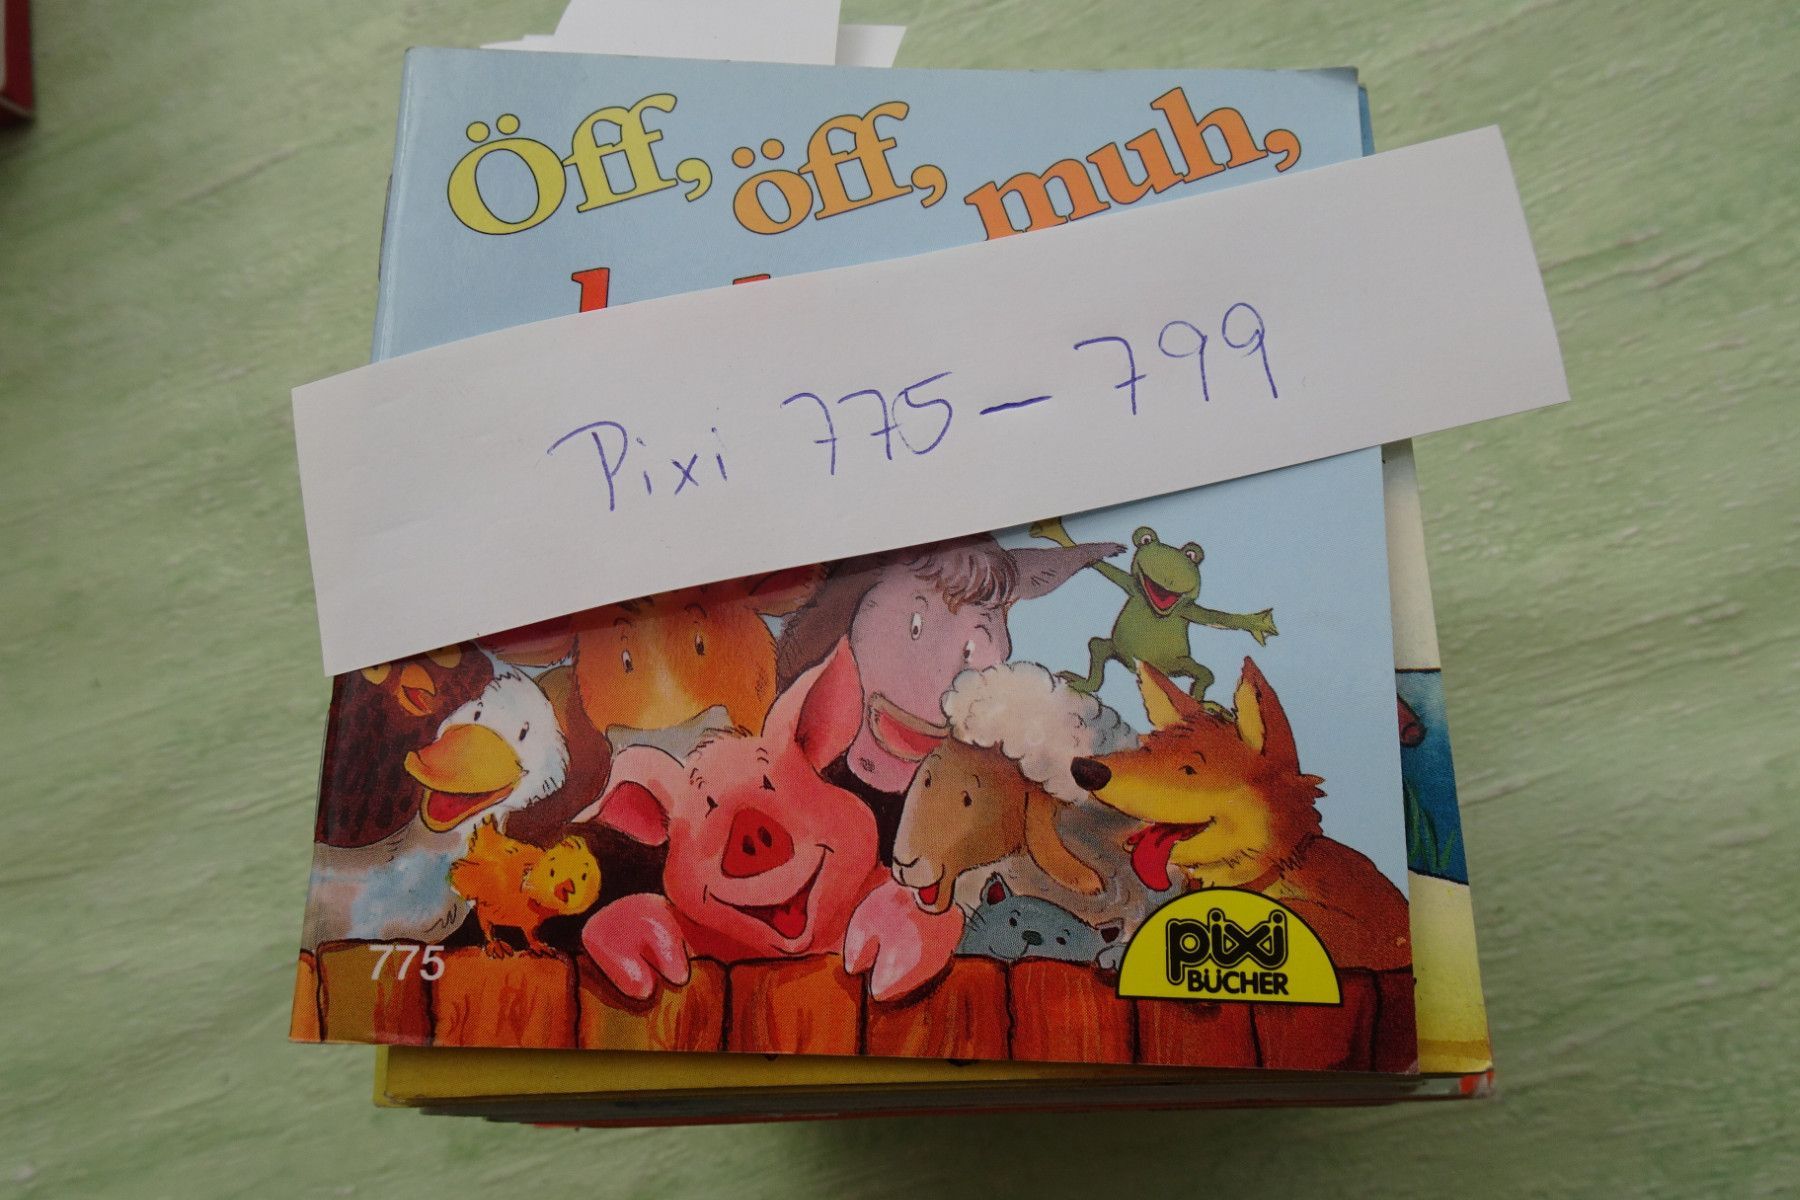 Öff, öff, muh,
Pixi 775-799
775
pixi
BÜCHER